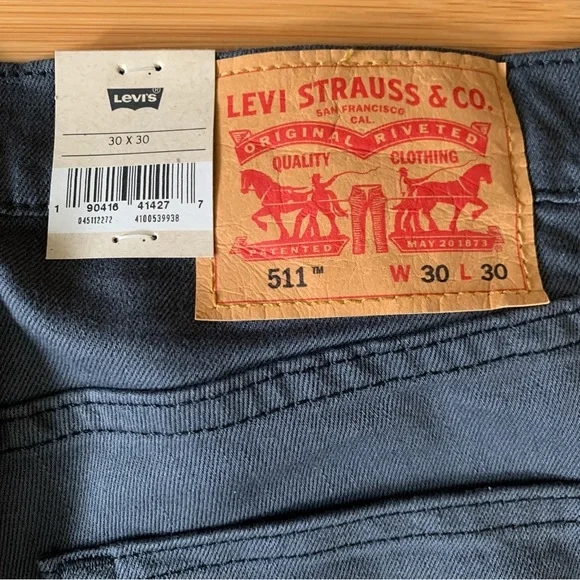 LEVI'S®
30 X 30
1 90416 41427 7
045112272 4100539938
LEVI STRAUSS & CO.
SAN FRANCISCO
CAL.
ORIGINAL RIVETED
QUALITY CLOTHING
PATENTED MAY 20 1873
511™ W 30 L 30